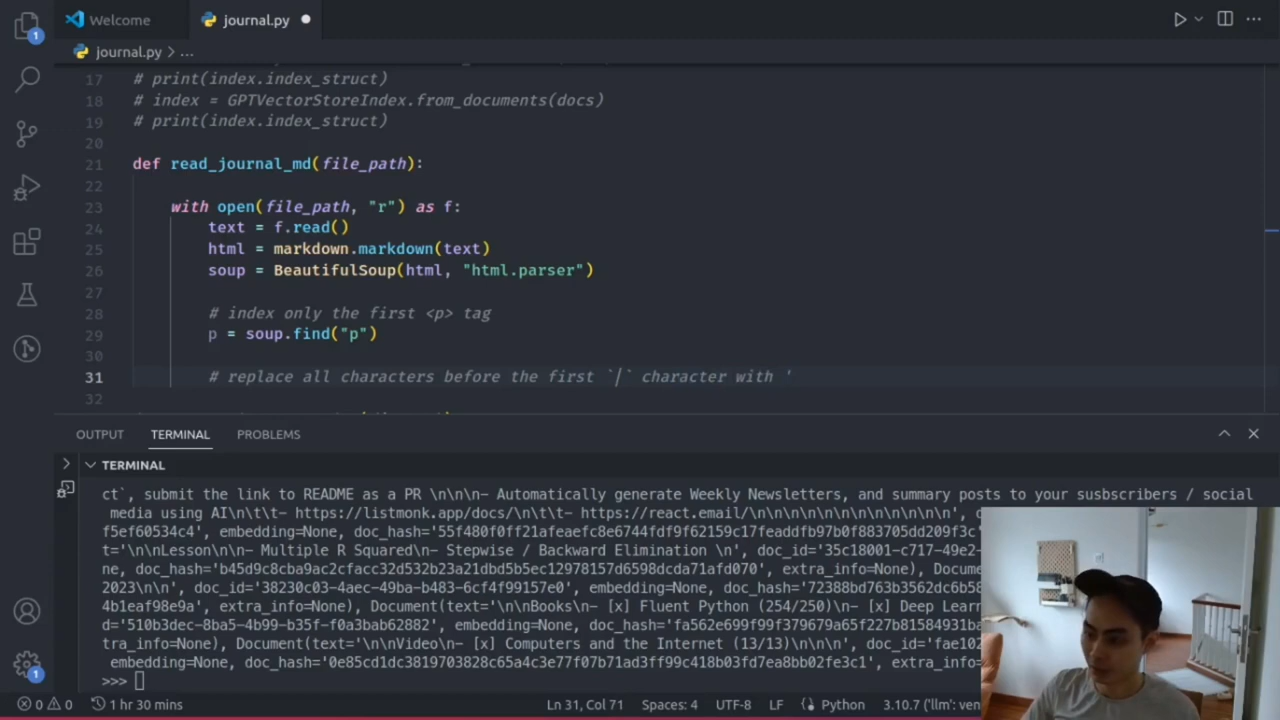 Welcome
journal.py
journal.py > ...
17 # print(index.index_struct)
18 # index = GPTVectorStoreIndex.from_documents(docs)
19 # print(index.index_struct)
20
21 def read_journal_md(file_path):
22
23 with open(file_path, "r") as f:
24 text = f.read()
25 html = markdown.markdown(text)
26 soup = BeautifulSoup(html, "html.parser")
27
28 # index only the first <p> tag
29 p = soup.find("p")
30
31 # replace all characters before the first `|` character with '
32
OUTPUT TERMINAL PROBLEMS
TERMINAL
ct`, submit the link to README as a PR \n\n\n- Automatically generate Weekly Newsletters, and summary posts to your susbscribers / social
media using AI\n\t\t- https://listmonk.app/docs/\n\t\t- https://react.email/\n\n\n\n\n\n\n\n\n\n\n\n', c
f5ef60534c4', embedding=None, doc_hash='55f480f0ff21afeaefc8e6744fdf9f62159c17feaddfb97b0f883705dd209f3c'
t='\n\nLesson\n\n- Multiple R Squared\n- Stepwise / Backward Elimination \n', doc_id='35c18001-c717-49e2-
ne, doc_hash='b45d9c8cba9ac2cfacc320532b23a21dbd5b5ec12978157d6598dcda71afd070', extra_info=None), Docume
2023\n\n', doc_id='38230c03-4aec-49ba-b483-6cf4f99157e0', embedding=None, doc_hash='72388bd763b3562dc6b58
4b1eaf98e9a', extra_info=None), Document(text='\n\nBooks\n- [x] Fluent Python (254/250)\n- [x] Deep Learn
d='510b3dec-8ba5-4b99-b35f-f0a3bab62882', embedding=None, doc_hash='fa562e699f99f379679a65f227b81584931ba
tra_info=None), Document(text='\n\nVideo\n- [x] Computers and the Internet (13/13)\n\n\n', doc_id='fae102
embedding=None, doc_hash='0e85cd1dc3819703828c65a4c3e77f07b71ad3ff99c418b03fd7ea8bb02fe3c1', extra_info=
>>>
0 0 1 hr 30 mins Ln 31, Col 71 Spaces: 4 UTF-8 LF Python 3.10.7 ('llm': ven